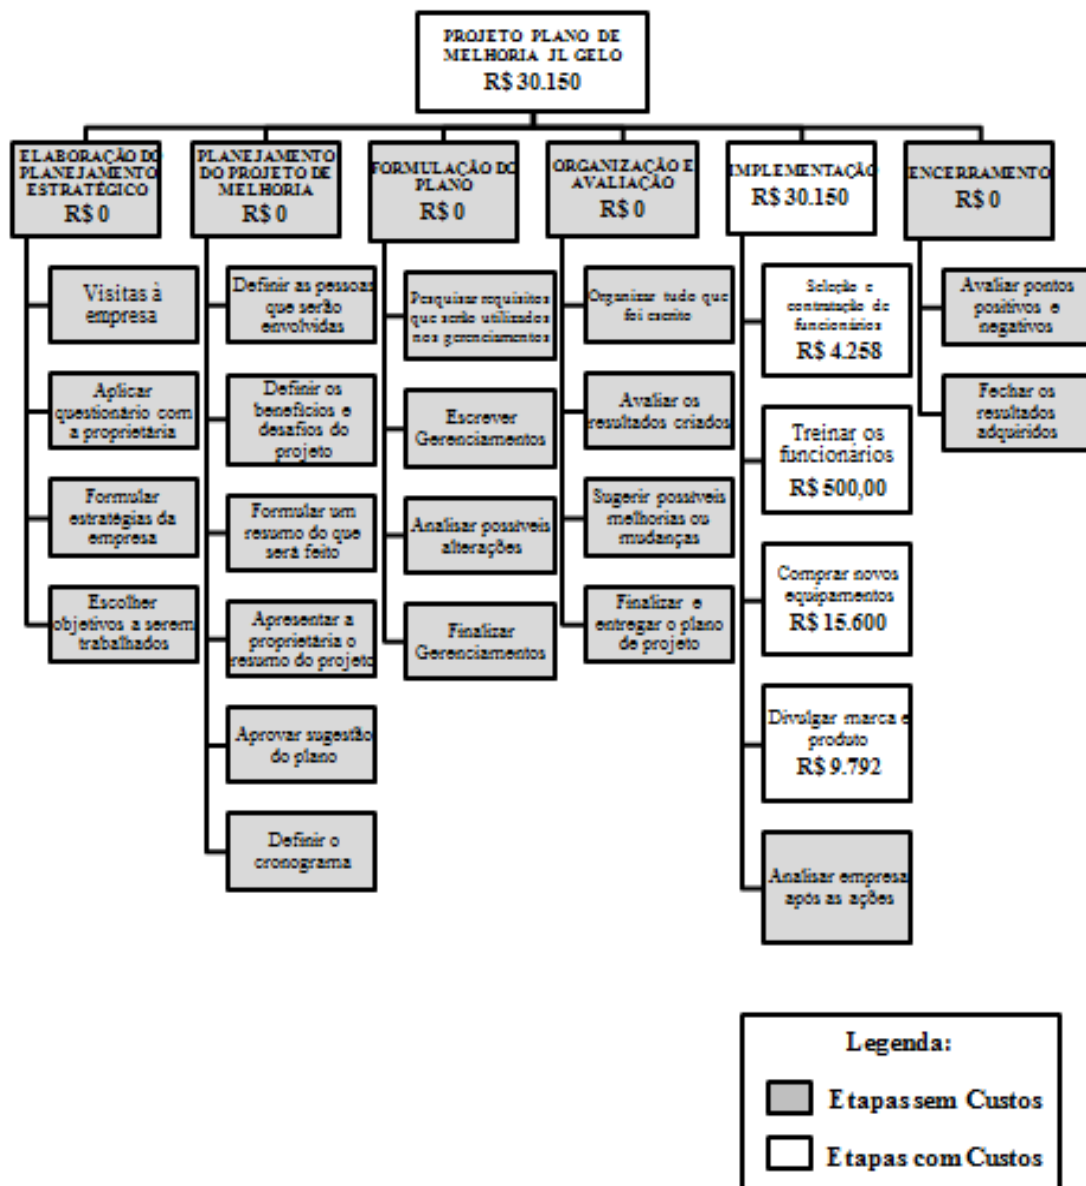 PROJETO PLANO DE
MELHORIA JL GELO
R$ 30.150
ELABORAÇÃO DO
PLANEJAMENTO
ESTRATÉGICO
R$ 0
Visitas à
empresa
Aplicar
questionário com
a proprietária
Formular
estratégias da
empresa
Escolher
objetivos a serem
trabalhados
PLANEJAMENTO
DO PROJETO DE
MELHORIA
R$ 0
Definir as pessoas
que serão
envolvidas
Definir os
benefícios e
desafios do
projeto
Formular um
resumo do que
será feito
Apresentar a
proprietária o
resumo do projeto
Aprovar sugestão
do plano
Definir o
cronograma
FORMULAÇÃO DO
PLANO
R$ 0
Pesquisar requisitos
que serão utilizados
nos gerenciamentos
Escrever
Gerenciamentos
Analisar possíveis
alterações
Finalizar
Gerenciamentos
ORGANIZAÇÃO E
AVALIAÇÃO
R$ 0
Organizar tudo que
foi escrito
Avaliar os
resultados criados
Sugerir possíveis
melhorias ou
mudanças
Finalizar e
entregar o plano
de projeto
IMPLEMENTAÇÃO
R$ 30.150
Seleção e
contratação de
funcionários
R$ 4.258
Treinar os
funcionários
R$ 500,00
Comprar novos
equipamentos
R$ 15.600
Divulgar marca e
produto
R$ 9.792
Analisar empresa
após as ações
ENCERRAMENTO
R$ 0
Avaliar pontos
positivos e
negativos
Fechar os
resultados
adquiridos
Legenda:
Etapas sem Custos
Etapas com Custos